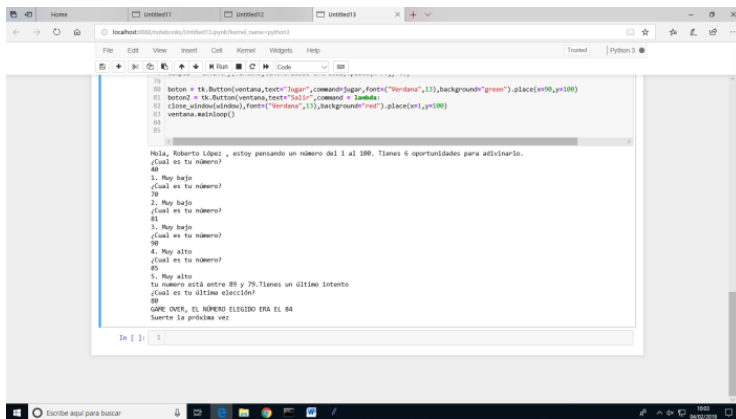 Home
Untitled11
Untitled12
Untitled13
localhost:8888/notebooks/Untitled13.ipynb?kernel_name=python3
File Edit View Insert Cell Kernel Widgets Help
Trusted
Python 3
Run
Code
79
80 boton = tk.Button(ventana,text="Jugar",command=jugar,font=("Verdana",13),background="green").place(x=90,y=100)
81 boton2 = tk.Button(ventana,text="Salir",command = lambda:
82 close_window(window),font=("Verdana",13),background="red").place(x=1,y=100)
83 ventana.mainloop()
84
85
Hola, Roberto López , estoy pensando un número del 1 al 100. Tienes 6 oportunidades para adivinarlo.
¿Cual es tu número?
40
1. Muy bajo
¿Cual es tu número?
70
2. Muy bajo
¿Cual es tu número?
81
3. Muy bajo
¿Cual es tu número?
90
4. Muy alto
¿Cual es tu número?
85
5. Muy alto
tu numero está entre 89 y 79.Tienes un último intento
¿Cual es tu última elección?
80
GAME OVER, EL NÚMERO ELEGIDO ERA EL 84
Suerte la próxima vez
In [ ]: 1
Escribe aquí para buscar
10:03
04/02/2019